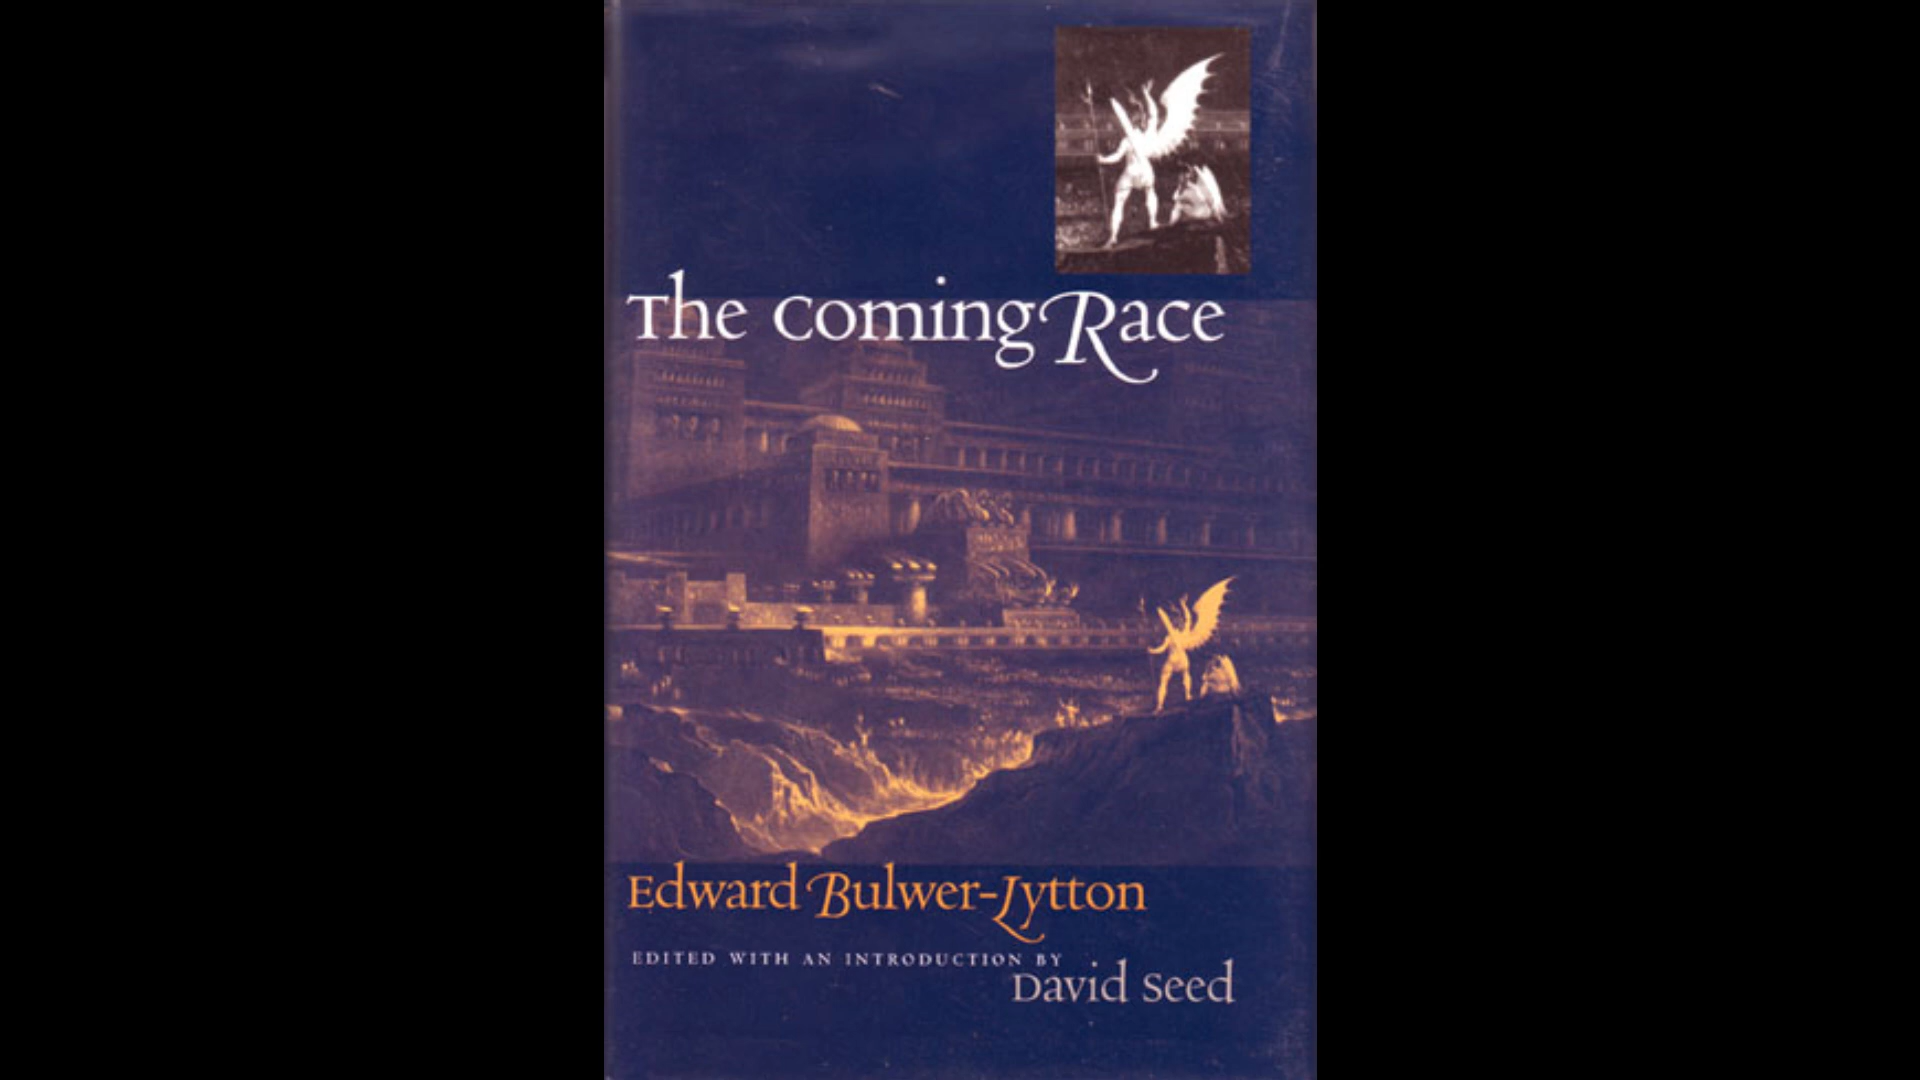 The Coming Race
Edward Bulwer-Lytton
EDITED WITH AN INTRODUCTION BY
David Seed